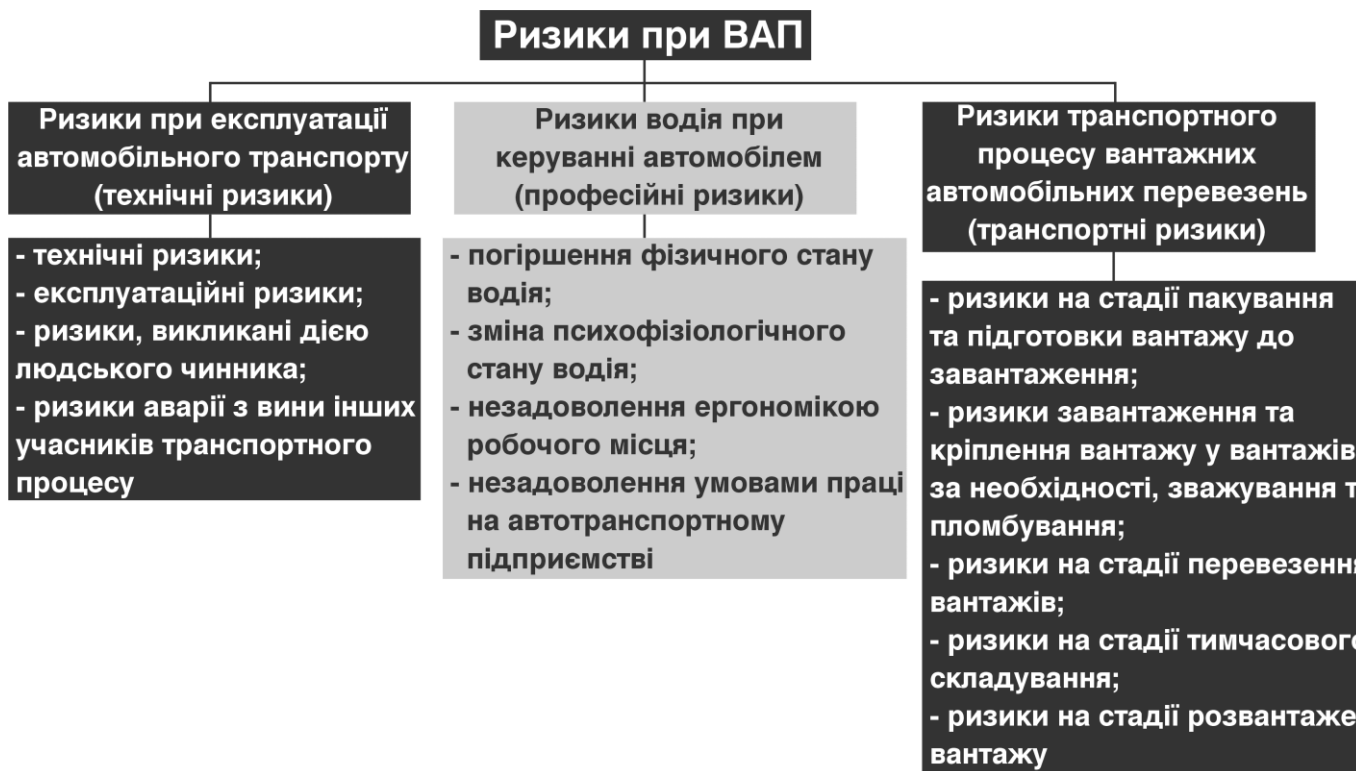 Ризики при ВАП
Ризики при експлуатації
автомобільного транспорту
(технічні ризики)
- технічні ризики;
- експлуатаційні ризики;
- ризики, викликані дією
людського чинника;
- ризики аварії з вини інших
учасників транспортного
процесу
Ризики водія при
керуванні автомобілем
(професійні ризики)
- погіршення фізичного стану
водія;
- зміна психофізіологічного
стану водія;
- незадоволення ергономікою
робочого місця;
- незадоволення умовами праці
на автотранспортному
підприємстві
Ризики транспортного
процесу вантажних
автомобільних перевезень
(транспортні ризики)
- ризики на стадії пакування
та підготовки вантажу до
завантаження;
- ризики завантаження та
кріплення вантажу у вантажів
за необхідності, зважування т
пломбування;
- ризики на стадії перевезення
вантажів;
- ризики на стадії тимчасового
складування;
- ризики на стадії розвантаже
вантажу